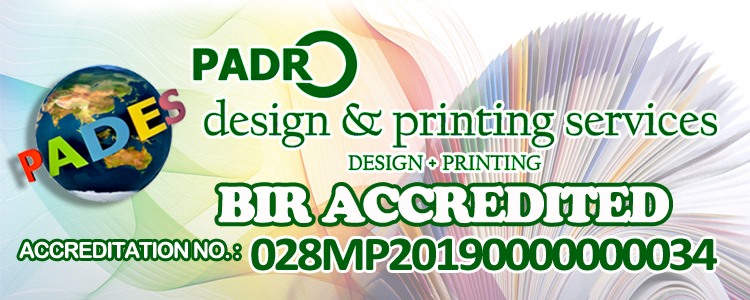 PADRO
PADES
design & printing services
DESIGN + PRINTING
BIR ACCREDITED
ACCREDITATION NO. : 028MP20190000000034